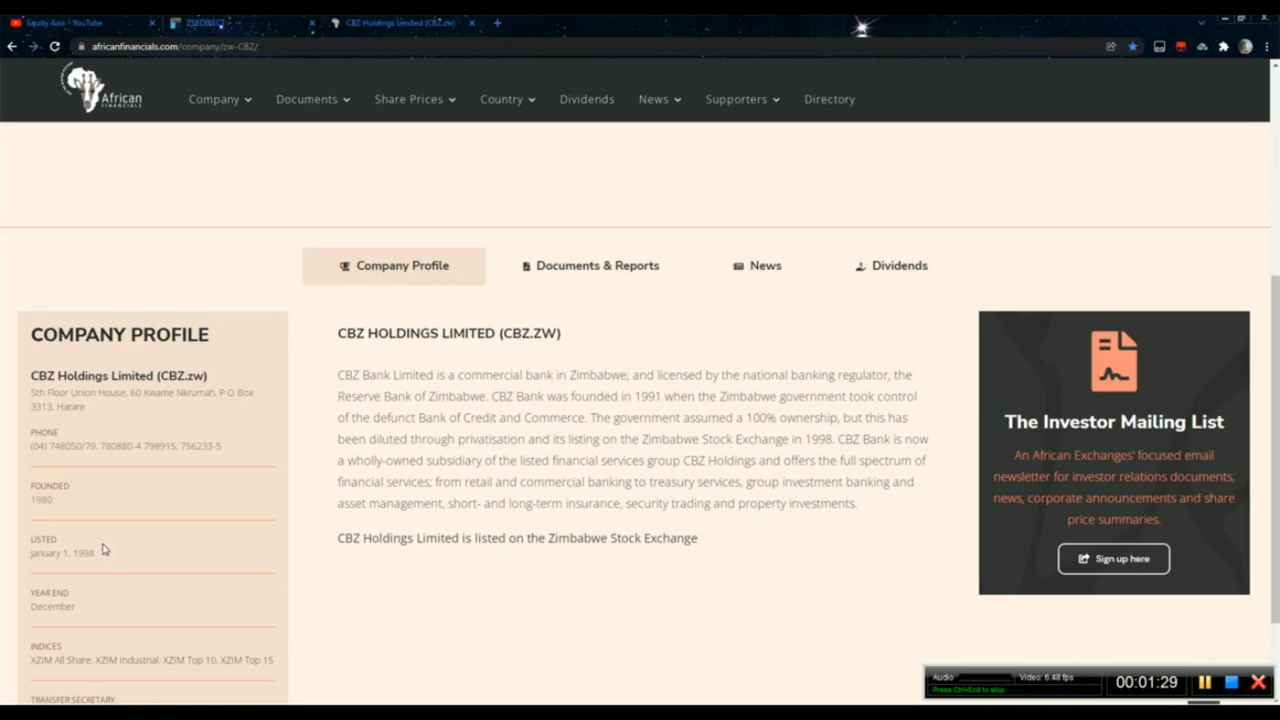 Equity Axis - YouTube
ZSEDIRECT
CBZ Holdings Limited (CBZ.zw)
africanfinancials.com/company/zw-CBZ/
African
FINANCIALS
Company
Documents
Share Prices
Country
Dividends
News
Supporters
Directory
Company Profile
Documents & Reports
News
Dividends
COMPANY PROFILE
CBZ Holdings Limited (CBZ.zw)
5th Floor Union House, 60 Kwame Nkrumah, P O Box
3313, Harare
PHONE
(04) 748050/79, 780880-4 798915, 756233-5
FOUNDED
1980
LISTED
January 1, 1998
YEAR END
December
INDICES
XZIM All Share, XZIM Industrial, XZIM Top 10, XZIM Top 15
TRANSFER SECRETARY
CBZ HOLDINGS LIMITED (CBZ.ZW)
CBZ Bank Limited is a commercial bank in Zimbabwe; and licensed by the national banking regulator, the
Reserve Bank of Zimbabwe. CBZ Bank was founded in 1991 when the Zimbabwe government took control
of the defunct Bank of Credit and Commerce. The government assumed a 100% ownership, but this has
been diluted through privatisation and its listing on the Zimbabwe Stock Exchange in 1998. CBZ Bank is now
a wholly-owned subsidiary of the listed financial services group CBZ Holdings and offers the full spectrum of
financial services; from retail and commercial banking to treasury services, group investment banking and
asset management, short- and long-term insurance, security trading and property investments.
CBZ Holdings Limited is listed on the Zimbabwe Stock Exchange
The Investor Mailing List
An African Exchanges' focused email
newsletter for investor relations documents,
news, corporate announcements and share
price summaries.
Sign up here
Audio
Video: 6.48 fps
Press Ctrl+End to stop
00:01:29